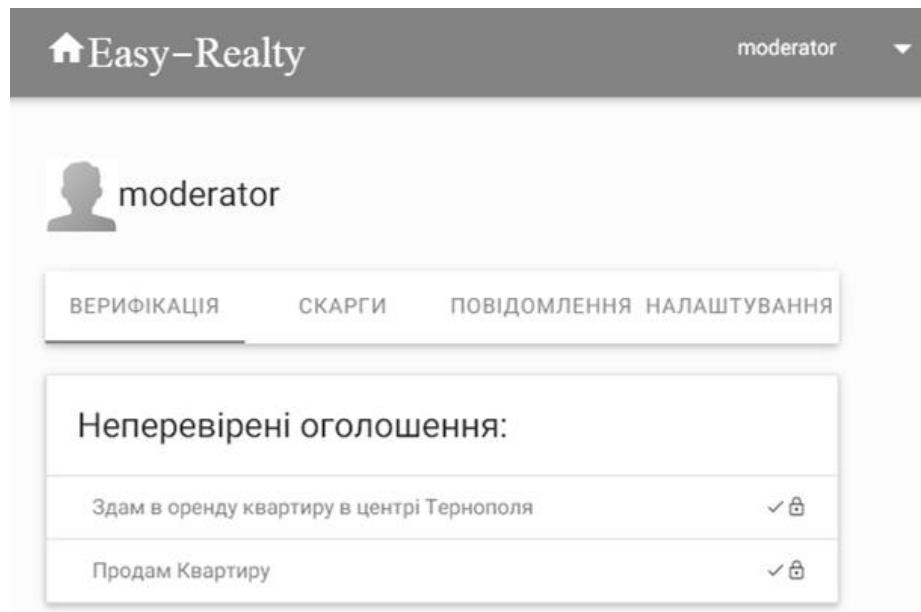 Easy-Realty
moderator
moderator
ВЕРИФІКАЦІЯ СКАРГИ ПОВІДОМЛЕННЯ НАЛАШТУВАННЯ
Неперевірені оголошення:
Здам в оренду квартиру в центрі Тернополя
Продам Квартиру